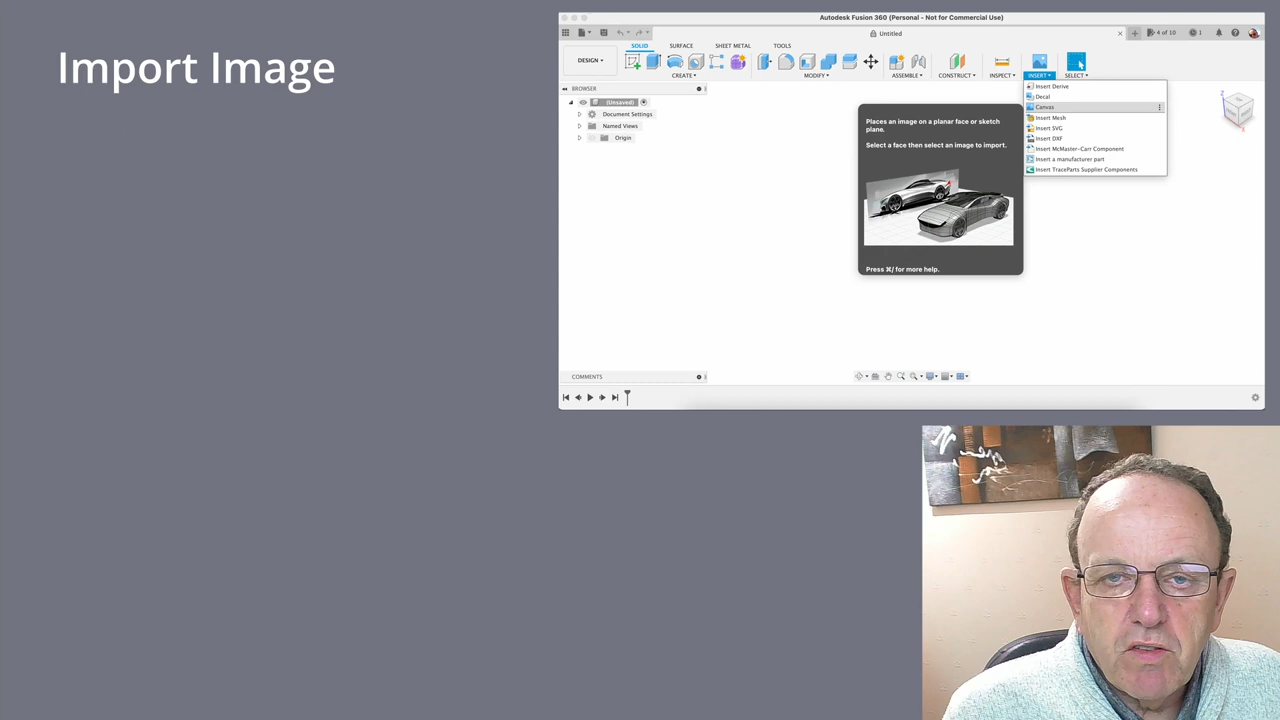 Import Image
Autodesk Fusion 360 (Personal - Not for Commercial Use)
Untitled
4 of 10
1
SOLID
SURFACE
SHEET METAL
TOOLS
DESIGN
CREATE
MODIFY
ASSEMBLE
CONSTRUCT
INSPECT
INSERT
SELECT
BROWSER
(Unsaved)
Document Settings
Named Views
Origin
Places an image on a planar face or sketch
plane.
Select a face then select an image to import.
Press ⌘/ for more help.
Insert Derive
Decal
Canvas
Insert Mesh
Insert SVG
Insert DXF
Insert McMaster-Carr Component
Insert a manufacturer part
Insert TraceParts Supplier Components
Z
COMMENTS